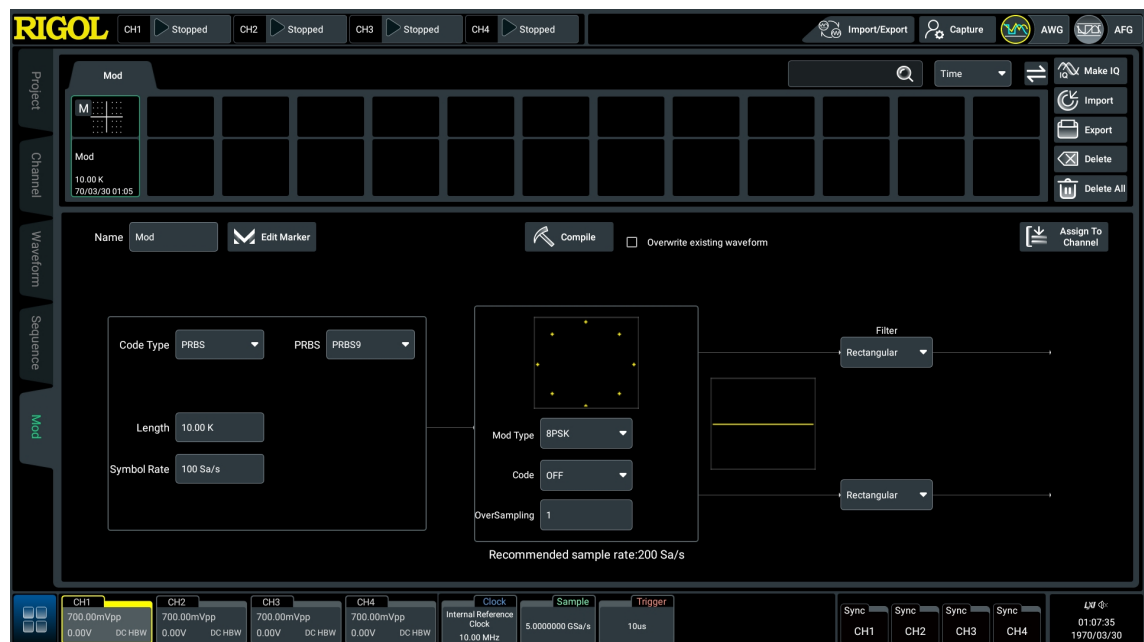 RIGOL CH1 Stopped CH2 Stopped CH3 Stopped CH4 Stopped Import/Export Capture AWG AFG
Project
Channel
Waveform
Sequence
Mod
Mod Time IQ Make IQ
Import
Export
Delete
Delete All
M
Mod
10.00 K
70/03/30 01:05
Name Mod Edit Marker Compile Overwrite existing waveform Assign To
Channel
Code Type PRBS PRBS PRBS9
Length 10.00 K
Symbol Rate 100 Sa/s
Mod Type 8PSK
Code OFF
OverSampling 1
Recommended sample rate:200 Sa/s
Filter
Rectangular
Rectangular
CH1
700.00mVpp
0.00V DC HBW
CH2
700.00mVpp
0.00V DC HBW
CH3
700.00mVpp
0.00V DC HBW
CH4
700.00mVpp
0.00V DC HBW
Clock
Internal Reference
Clock
10.00 MHz
Sample
5.0000000 GSa/s
Trigger
10us
Sync Sync Sync Sync
CH1 CH2 CH3 CH4
LXI
01:07:35
1970/03/30